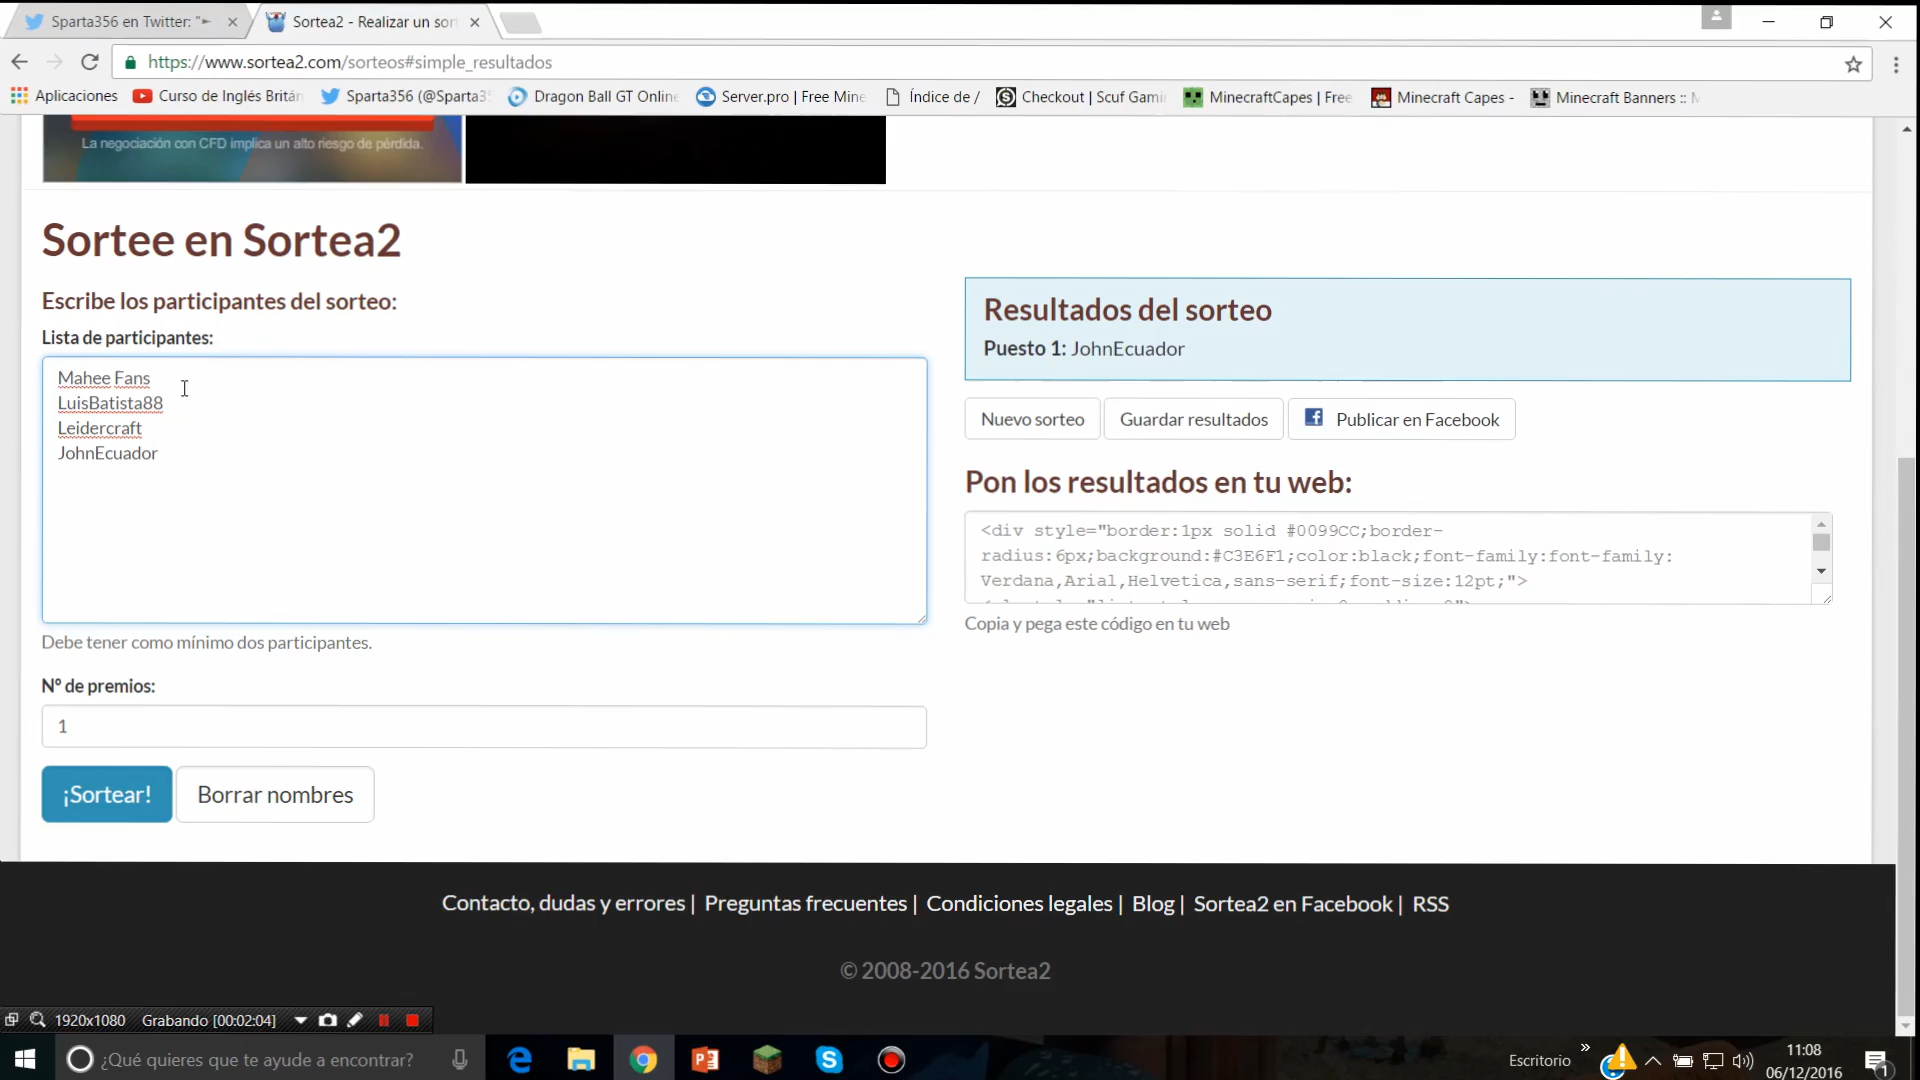 Sparta356 en Twitter: "►
Sortea2 - Realizar un sor
https://www.sortea2.com/sorteos#simple_resultados
Aplicaciones
Curso de Inglés Britán
Sparta356 (@Sparta3
Dragon Ball GT Online
Server.pro | Free Mine
Índice de /
Checkout | Scuf Gami
MinecraftCapes | Free
Minecraft Capes -
Minecraft Banners :: M
La negociación con CFD implica un alto riesgo de pérdida.
Sortee en Sortea2
Escribe los participantes del sorteo:
Lista de participantes:
Mahee Fans
LuisBatista88
Leidercraft
JohnEcuador
Debe tener como mínimo dos participantes.
Nº de premios:
1
¡Sortear!
Borrar nombres
Resultados del sorteo
Puesto 1: JohnEcuador
Nuevo sorteo
Guardar resultados
Publicar en Facebook
Pon los resultados en tu web:
<div style="border:1px solid #0099CC;border-
radius:6px;background:#C3E6F1;color:black;font-family:font-family:
Verdana,Arial,Helvetica,sans-serif;font-size:12pt;">
Copia y pega este código en tu web
Contacto, dudas y errores | Preguntas frecuentes | Condiciones legales | Blog | Sortea2 en Facebook | RSS
© 2008-2016 Sortea2
1920x1080
Grabando [00:02:04]
¿Qué quieres que te ayude a encontrar?
Escritorio
11:08
06/12/2016
1